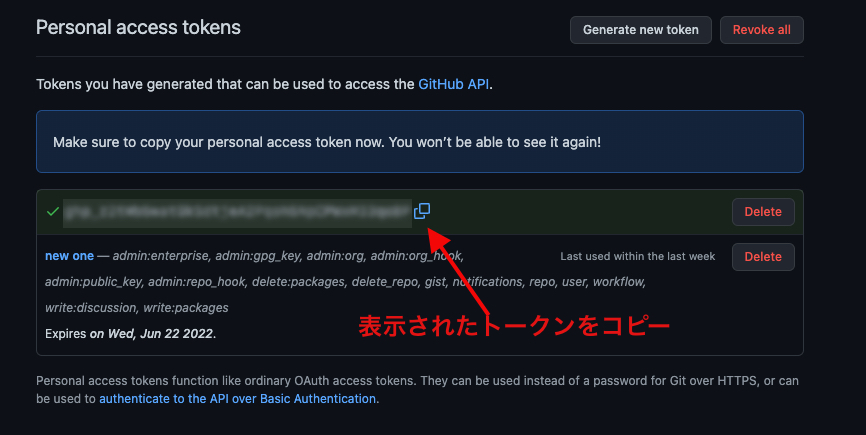 Personal access tokens
Generate new token
Revoke all
Tokens you have generated that can be used to access the GitHub API.
Make sure to copy your personal access token now. You won't be able to see it again!
Delete
new one — admin:enterprise, admin:gpg_key, admin:org, admin:org_hook,
Last used within the last week
Delete
admin:public_key, admin:repo_hook, delete:packages, delete_repo, gist, notifications, repo, user, workflow,
write:discussion, write:packages
表示されたトークンをコピー
Expires on Wed, Jun 22 2022.
Personal access tokens function like ordinary OAuth access tokens. They can be used instead of a password for Git over HTTPS, or can
be used to authenticate to the API over Basic Authentication.